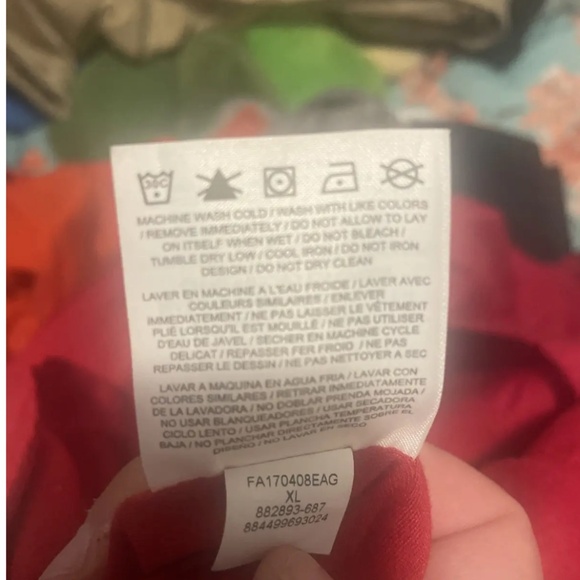 30C
MACHINE WASH COLD / WASH WITH LIKE COLORS
/ REMOVE IMMEDIATELY / DO NOT ALLOW TO LAY
ON ITSELF WHEN WET / DO NOT BLEACH /
TUMBLE DRY LOW / COOL IRON / DO NOT IRON
DESIGN / DO NOT DRY CLEAN
LAVER EN MACHINE A L'EAU FROIDE / LAVER AVEC
COULEURS SIMILAIRES / ENLEVER
IMMEDIATEMENT / NE PAS LAISSER LE VÊTEMENT
PLIÉ LORSQU'IL EST MOUILLÉ / NE PAS UTILISER
D'EAU DE JAVEL / SECHER EN MACHINE CYCLE
DELICAT / REPASSER FER FROID / NE PAS
REPASSER LE DESSIN / NE PAS NETTOYER A SEC
LAVAR A MAQUINA EN AGUA FRIA / LAVAR CON
COLORES SIMILARES / RETIRAR INMEDIATAMENTE
DE LA LAVADORA / NO DOBLAR PRENDA MOJADA /
NO USAR BLANQUEADORES / USAR SECADORA
CICLO LENTO / USAR PLANCHA TEMPERATURA
BAJA / NO PLANCHAR DIRECTAMENTE SOBRE EL
DISEÑO / NO LAVAR EN SECO
FA170408EAG
XL
882893-687
884499693024